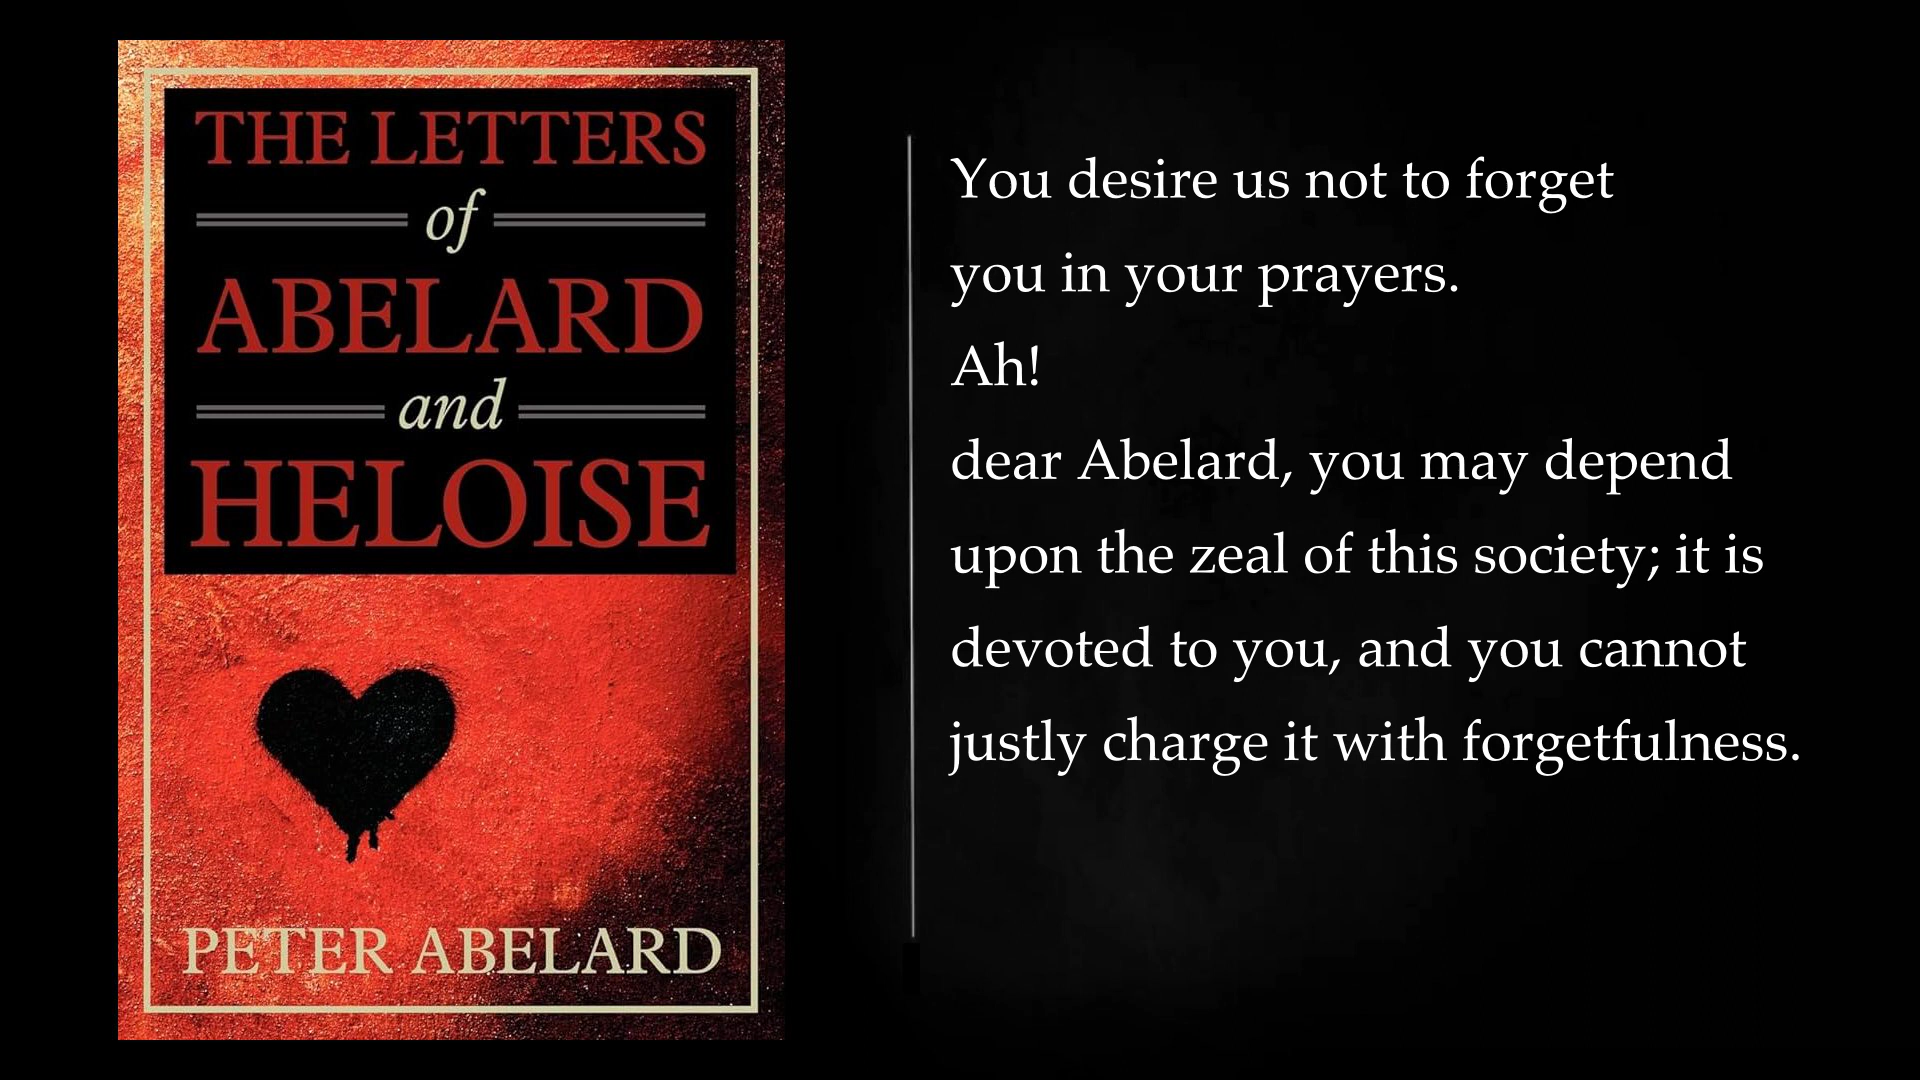 THE LETTERS
of
ABELARD
and
HELOISE
PETER ABELARD
You desire us not to forget
you in your prayers.
Ah!
dear Abelard, you may depend
upon the zeal of this society; it is
devoted to you, and you cannot
justly charge it with forgetfulness.